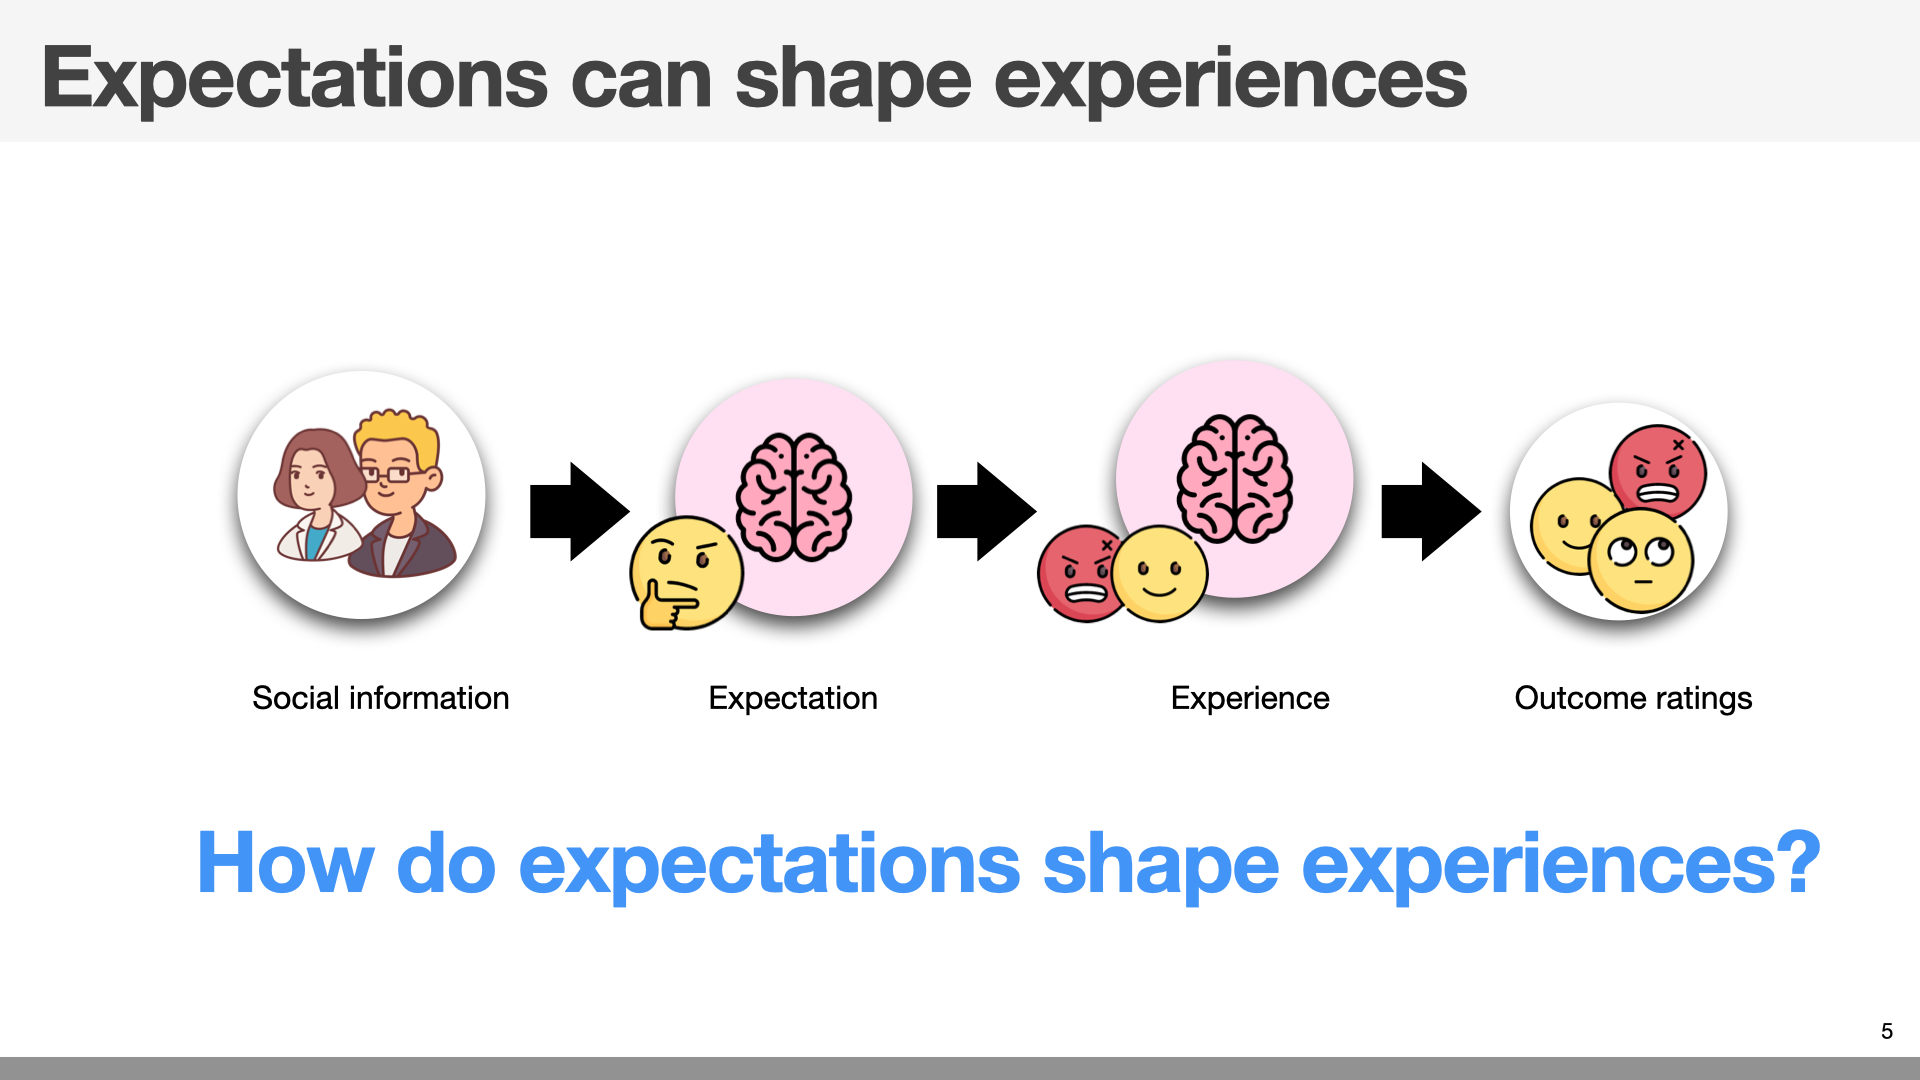 Expectations can shape experiences
Social information
Expectation
Experience
Outcome ratings
How do expectations shape experiences?
5